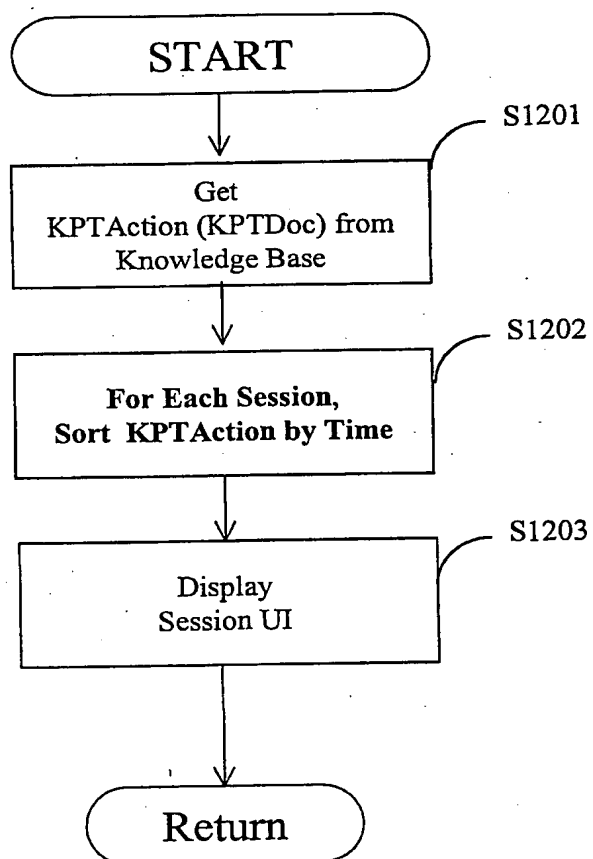 START
S1201
Get
KPTAction (KPTDoc) from
Knowledge Base
S1202
For Each Session,
Sort KPTAction by Time
S1203
Display
Session UI
Return